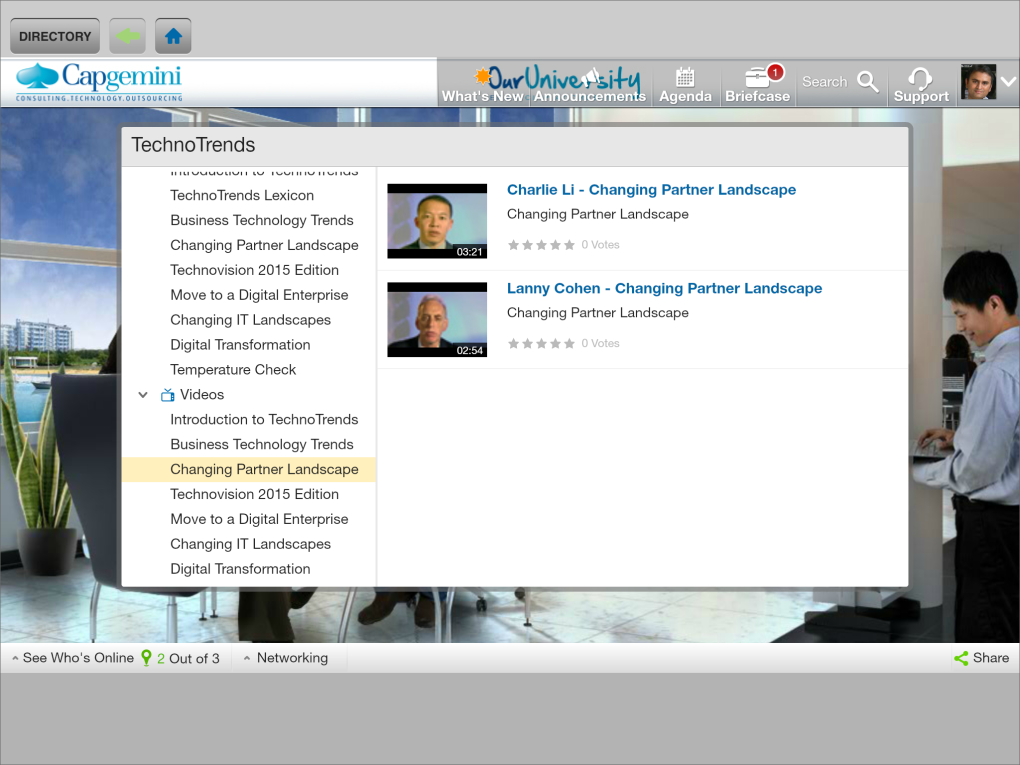 DIRECTORY
Capgemini
CONSULTING.TECHNOLOGY.OUTSOURCING
OurUniversity
What's New
Announcements
Agenda
1
Briefcase
Search
Support
TechnoTrends
Introduction to TechnoTrends
TechnoTrends Lexicon
Business Technology Trends
Changing Partner Landscape
Technovision 2015 Edition
Move to a Digital Enterprise
Changing IT Landscapes
Digital Transformation
Temperature Check
Videos
Introduction to TechnoTrends
Business Technology Trends
Changing Partner Landscape
Technovision 2015 Edition
Move to a Digital Enterprise
Changing IT Landscapes
Digital Transformation
03:21
Charlie Li - Changing Partner Landscape
Changing Partner Landscape
0 Votes
02:54
Lanny Cohen - Changing Partner Landscape
Changing Partner Landscape
0 Votes
See Who's Online 2 Out of 3
Networking
Share